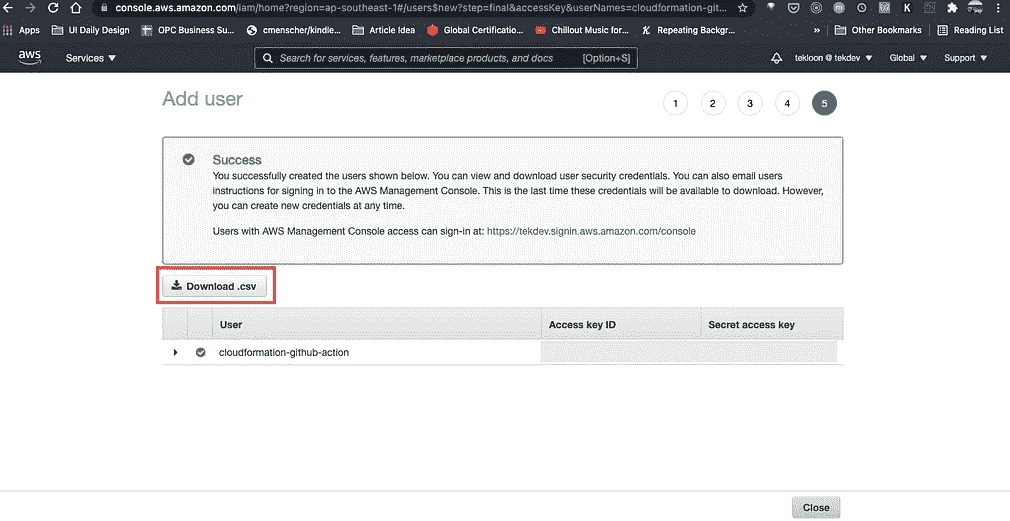 console.aws.amazon.com/iam/home?region=ap-southeast-1#/users$new?step=final&accessKey&userNames=cloudformation-git...
Apps UI Daily Design OPC Business Su... cmenscher/kindle... Article Idea Global Certificatio... Chillout Music for... Repeating Backgr... » Other Bookmarks Reading List
aws Services Search for services, features, marketplace products, and docs [Option+S] tekloon @ tekdev Global Support
Add user 1 2 3 4 5
Success
You successfully created the users shown below. You can view and download user security credentials. You can also email users
instructions for signing in to the AWS Management Console. This is the last time these credentials will be available to download. However,
you can create new credentials at any time.
Users with AWS Management Console access can sign-in at: https://tekdev.signin.aws.amazon.com/console
Download .csv
User Access key ID Secret access key
cloudformation-github-action
Close